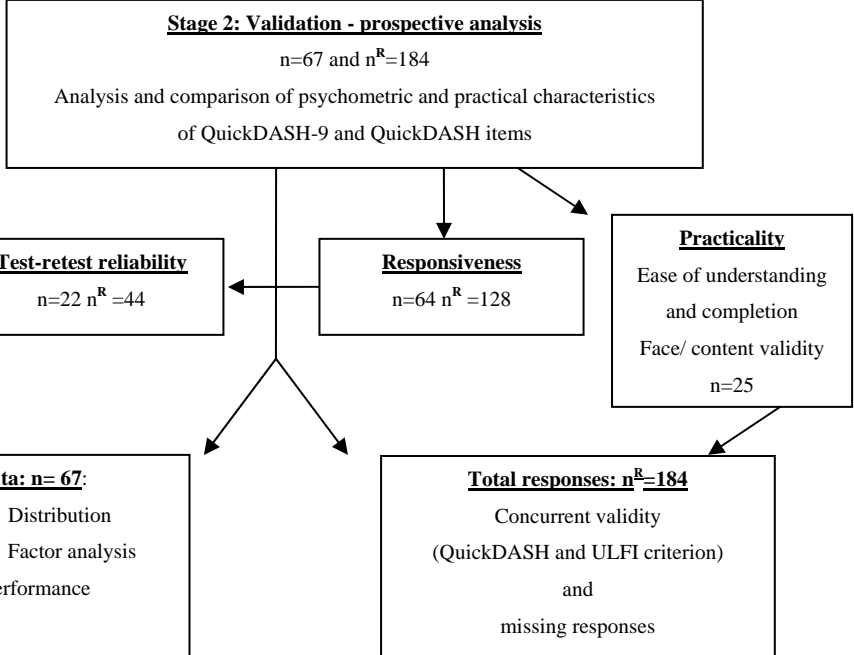 Stage 2: Validation - prospective analysis
n=67 and nR=184
Analysis and comparison of psychometric and practical characteristics
of QuickDASH-9 and QuickDASH items
Test-retest reliability
n=22 nR =44
Responsiveness
n=64 nR =128
Practicality
Ease of understanding
and completion
Face/ content validity
n=25
ta: n= 67:
Distribution
Factor analysis
erformance
Total responses: nR=184
Concurrent validity
(QuickDASH and ULFI criterion)
and
missing responses